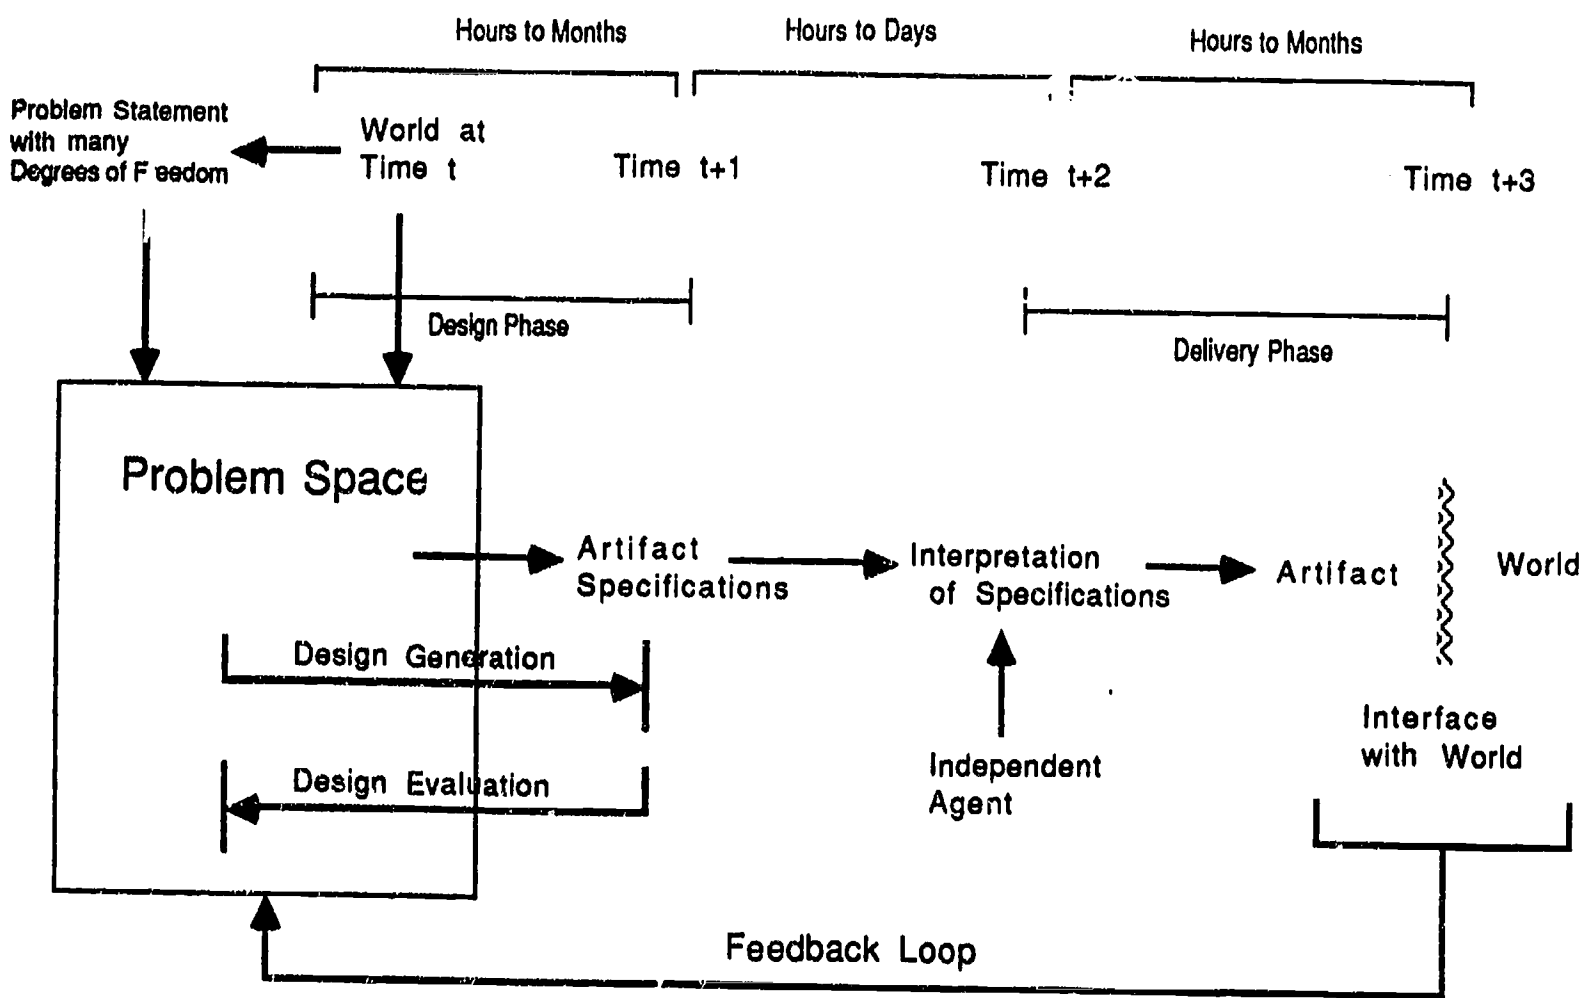 Hours to Months
Hours to Days
Hours to Months
Problem Statement
with many
Degrees of F eedom
World at
Time t
Time t+1
Time t+2
Time t+3
Design Phase
Delivery Phase
Problem Space
Artifact
Specifications
Interpretation
of Specifications
Artifact
World
Design Generation
Design Evaluation
Independent
Agent
Interface
with World
Feedback Loop